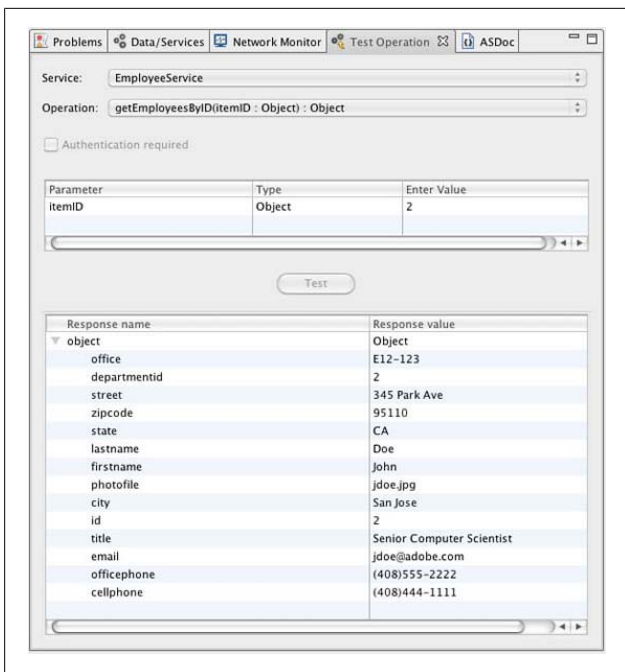 Problems Data/Services Network Monitor Test Operation ASDoc
Service: EmployeeService
Operation: getEmployeesByID(itemID : Object) : Object
Authentication required
Parameter Type Enter Value
itemID Object 2
Test
Response name Response value
object Object
office E12-123
departmentid 2
street 345 Park Ave
zipcode 95110
state CA
lastname Doe
firstname John
photofile jdoe.jpg
city San Jose
id 2
title Senior Computer Scientist
email jdoe@adobe.com
officephone (408)555-2222
cellphone (408)444-1111